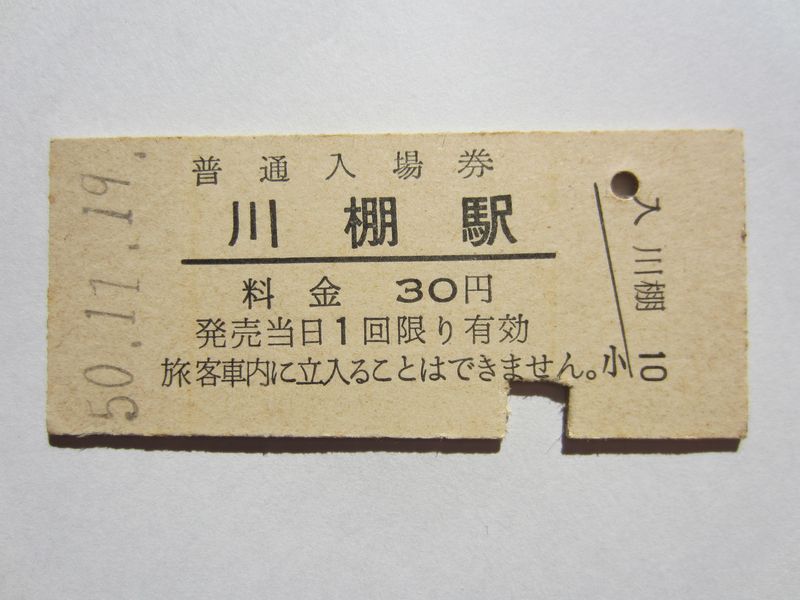 普通入場券
川棚駅
料金 30円
発売当日1回限り有効
旅客車内に立入ることはできません。
50.11.19.
入 川棚
小 10